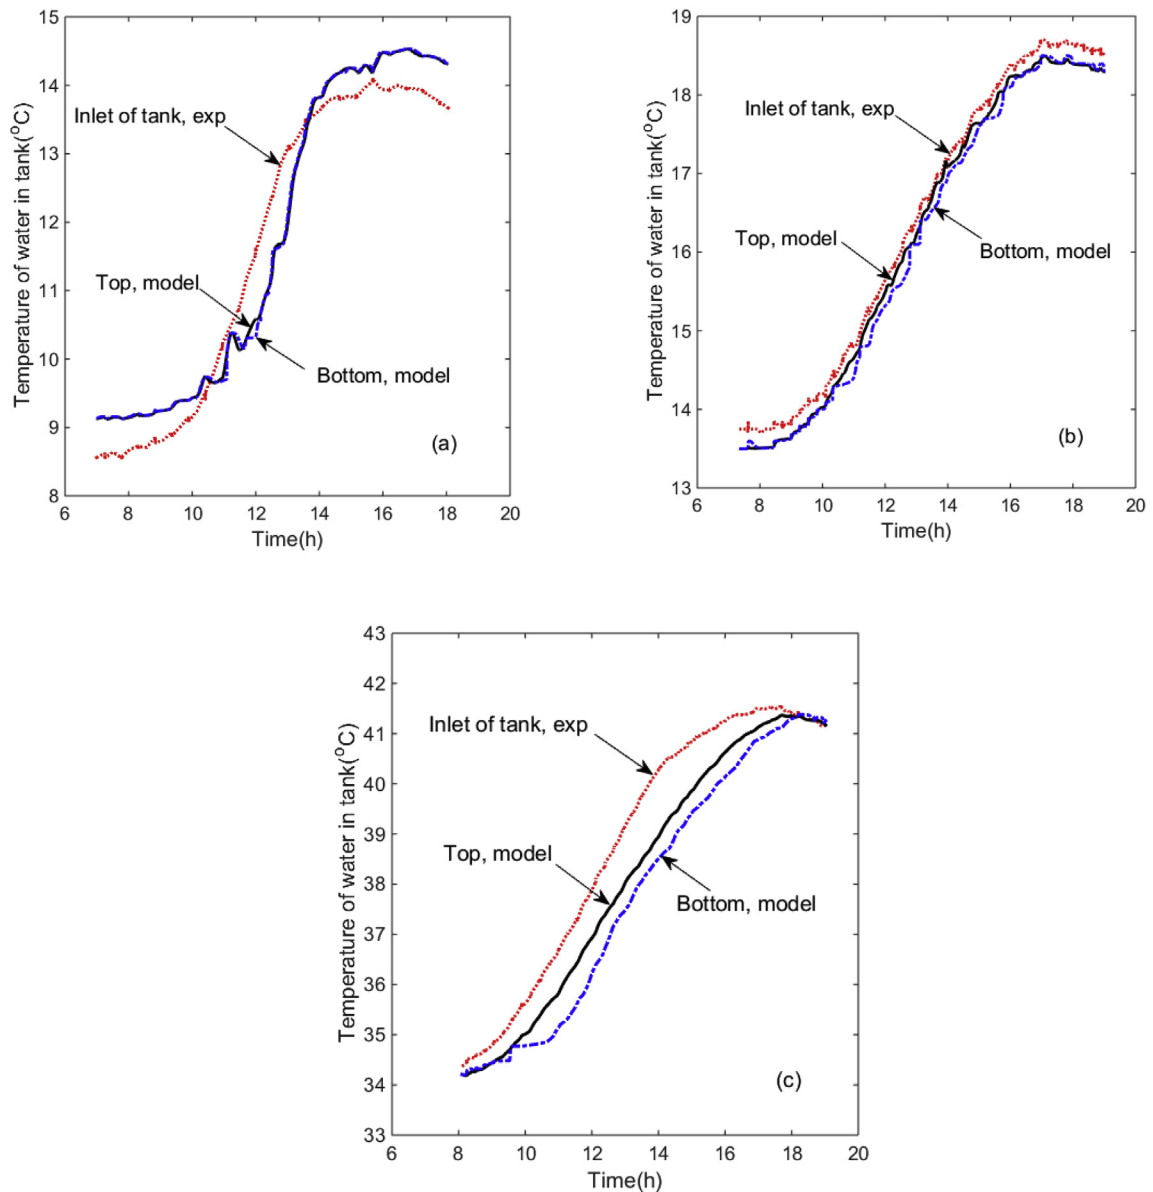 15
14
13
12
11
10
9
8
Temperature of water in tank(°C)
Inlet of tank, exp
Top, model
Bottom, model
(a)
6 8 10 12 14 16 18 20
Time(h)
19
18
17
16
15
14
13
Temperature of water in tank(°C)
Inlet of tank, exp
Top, model
Bottom, model
(b)
6 8 10 12 14 16 18 20
Time(h)
43
42
41
40
39
38
37
36
35
34
33
Temperature of water in tank(°C)
Inlet of tank, exp
Top, model
Bottom, model
(c)
6 8 10 12 14 16 18 20
Time(h)